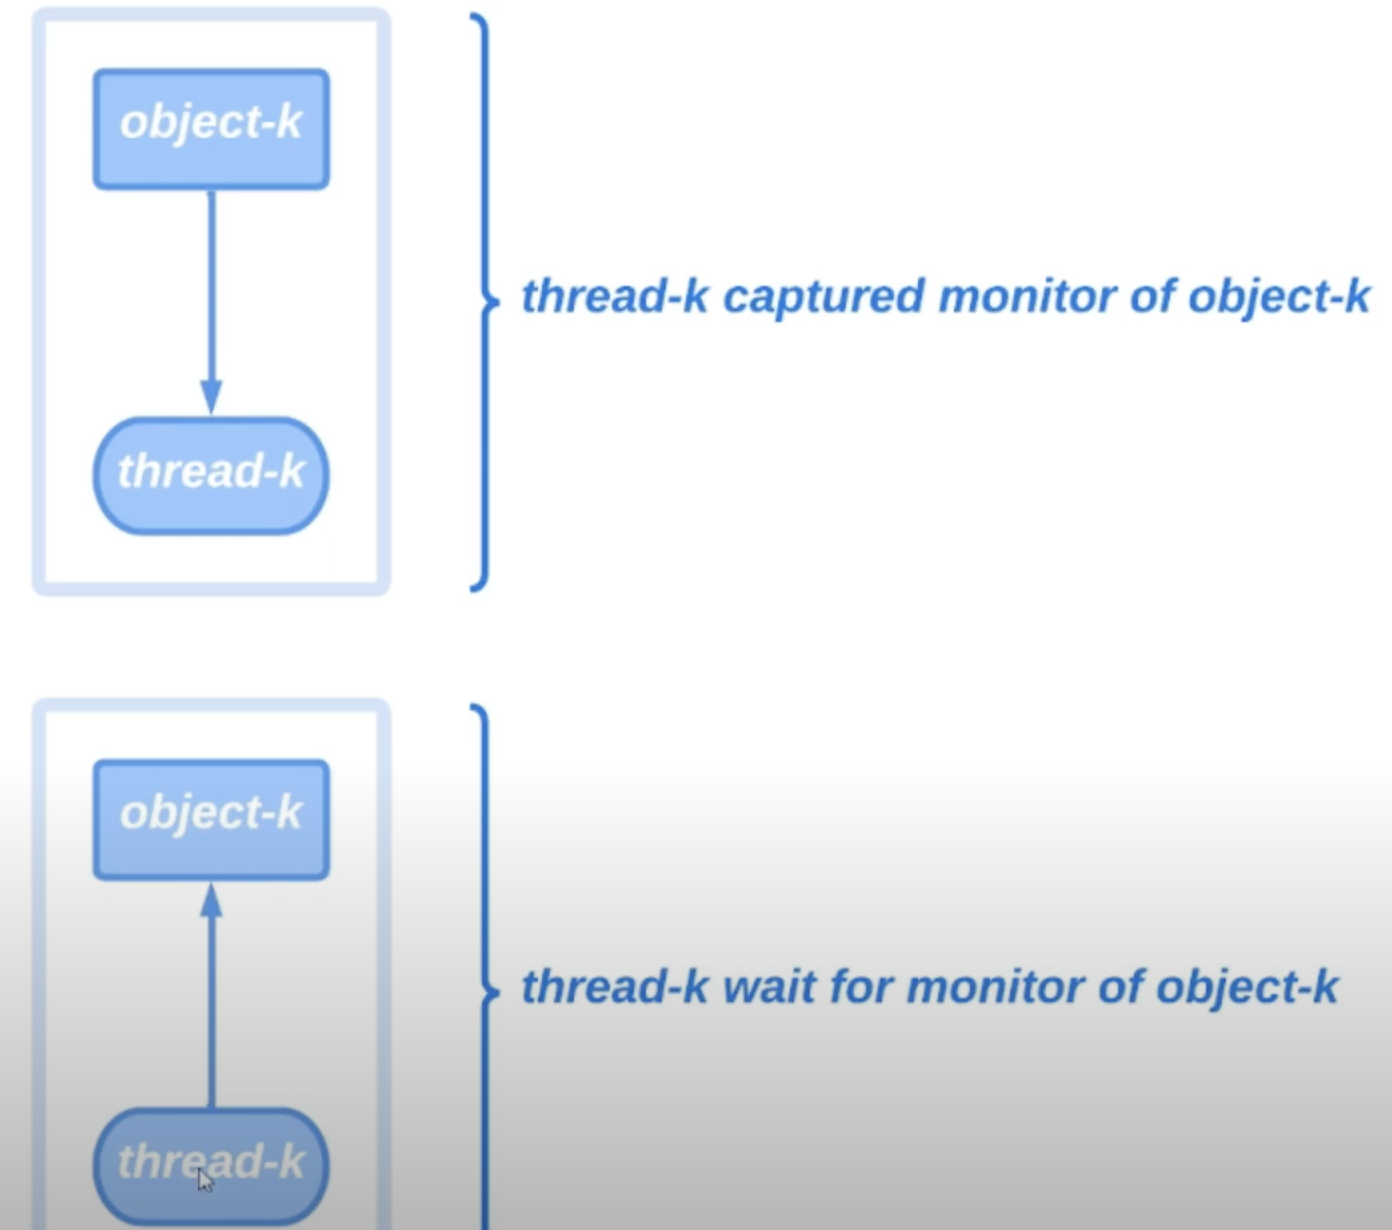 object-k
thread-k captured monitor of object-k
thread-k
object-k
thread-k wait for monitor of object-k
thread-k